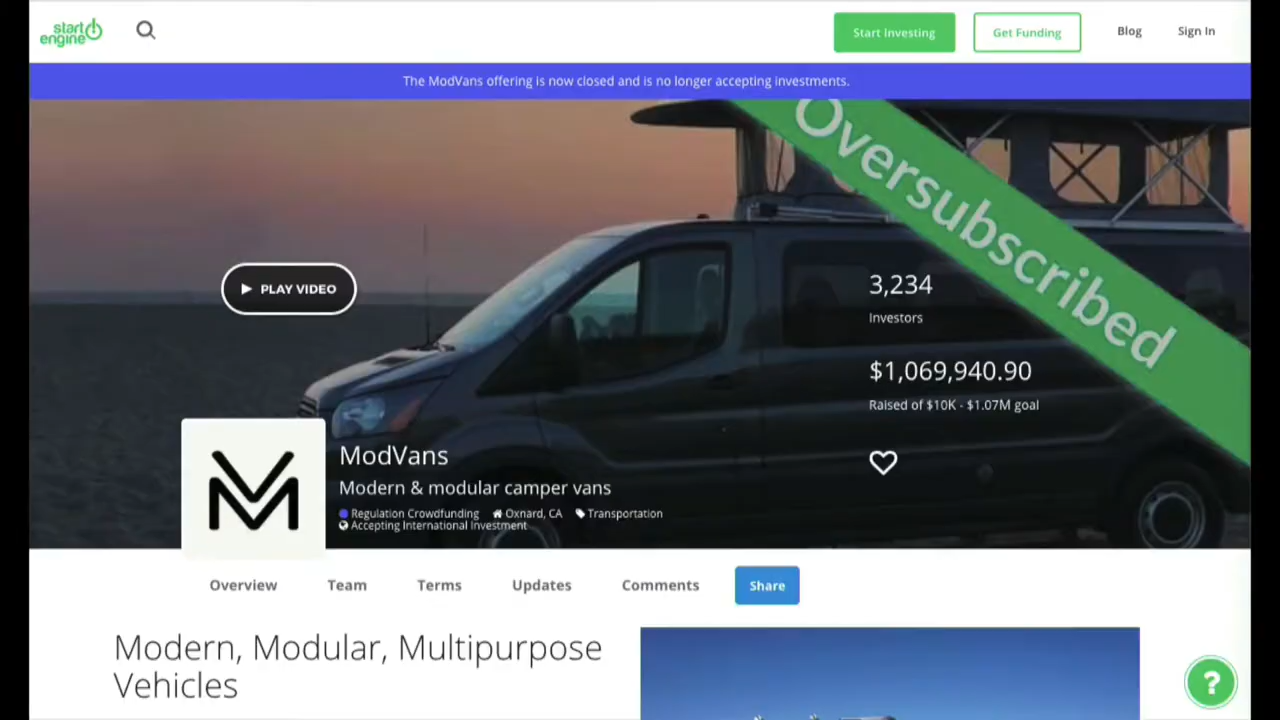 start
engine
Start Investing
Get Funding
Blog
Sign In
The ModVans offering is now closed and is no longer accepting investments.
Oversubscribed
PLAY VIDEO
3,234
Investors
$1,069,940.90
Raised of $10K - $1.07M goal
ModVans
Modern & modular camper vans
Regulation Crowdfunding Oxnard, CA Transportation
Accepting International Investment
Overview Team Terms Updates Comments Share
Modern, Modular, Multipurpose
Vehicles
?